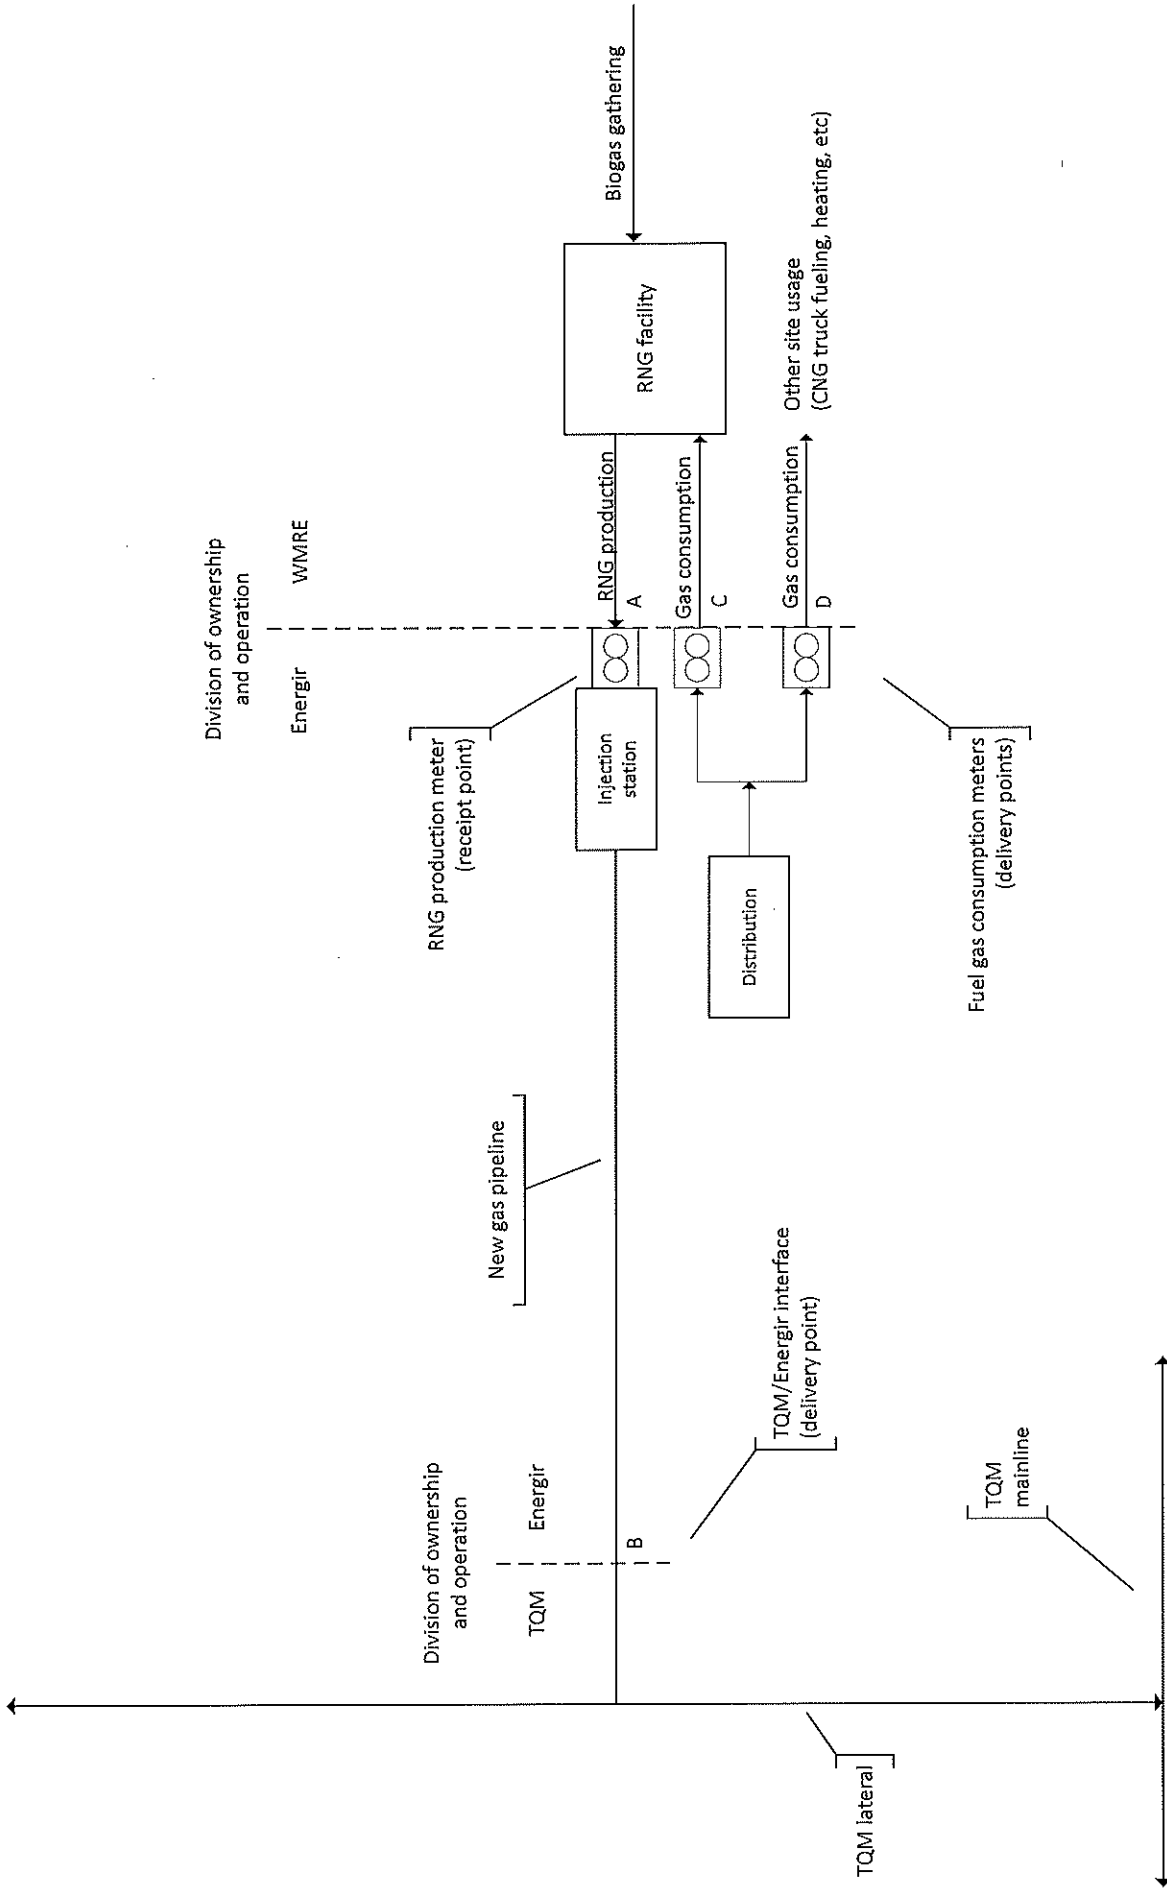 Division of ownership
and operation
Energir
WMRE
RNG production meter
(receipt point)
Injection
station
RNG production
A
RNG facility
Biogas gathering
Gas consumption
C
Gas consumption
D
Other site usage
(CNG truck fueling, heating, etc)
Distribution
Fuel gas consumption meters
(delivery points)
New gas pipeline
Division of ownership
and operation
TQM
Energir
B
TQM/Energir interface
(delivery point)
TQM
mainline
TQM lateral